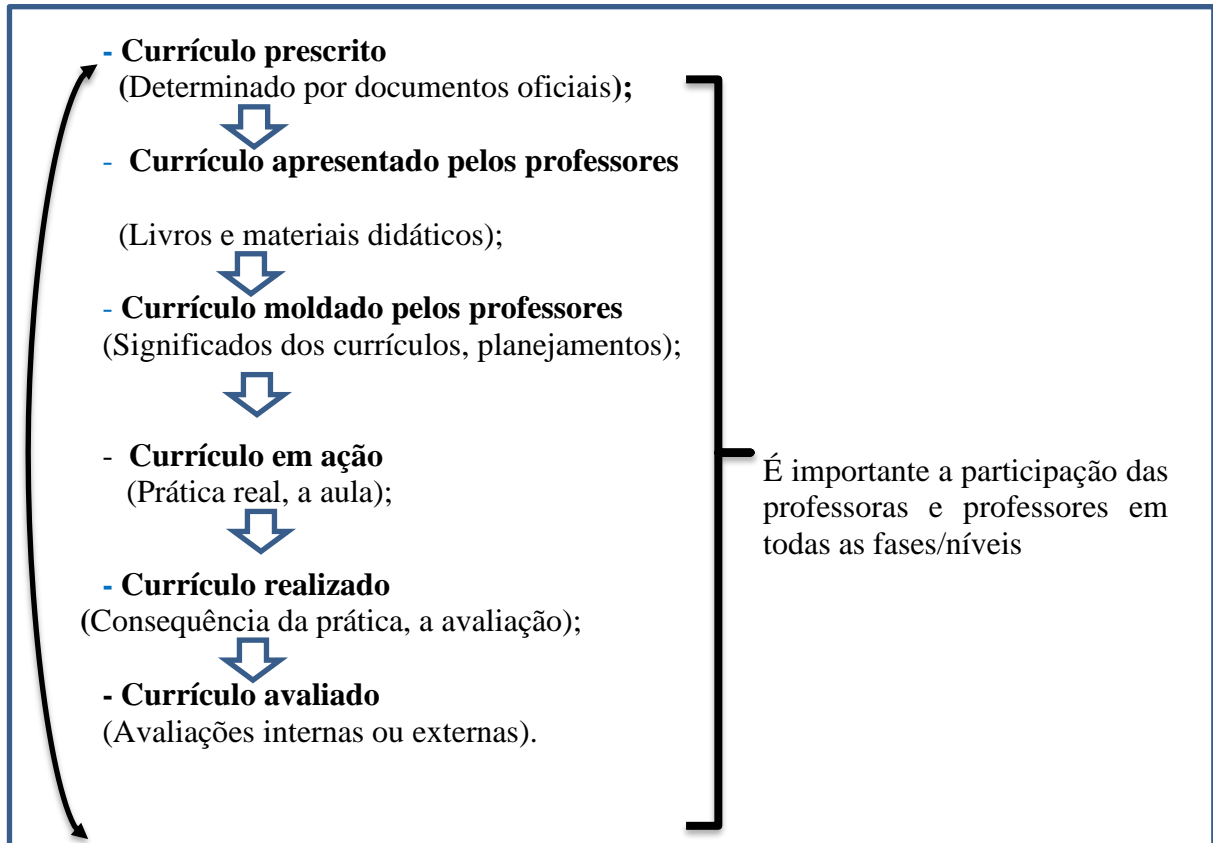 - Currículo prescrito
(Determinado por documentos oficiais);
- Currículo apresentado pelos professores
(Livros e materiais didáticos);
- Currículo moldado pelos professores
(Significados dos currículos, planejamentos);
- Currículo em ação
(Prática real, a aula);
- Currículo realizado
(Consequência da prática, a avaliação);
- Currículo avaliado
(Avaliações internas ou externas).
É importante a participação das
professoras e professores em
todas as fases/níveis